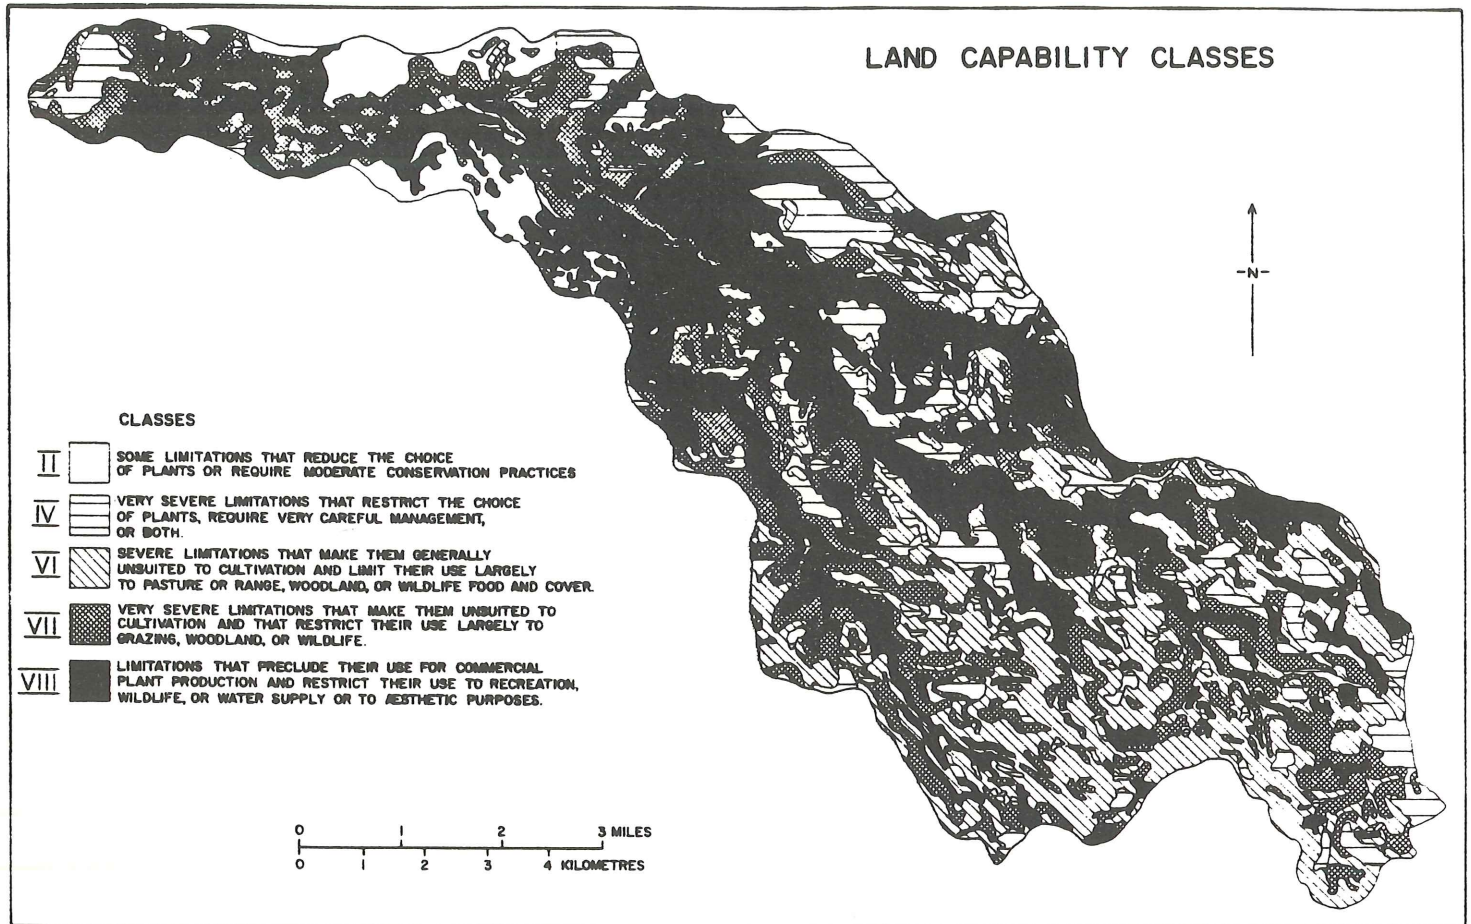 LAND CAPABILITY CLASSES
-N-
CLASSES
II
SOME LIMITATIONS THAT REDUCE THE CHOICE
OF PLANTS OR REQUIRE MODERATE CONSERVATION PRACTICES
IV
VERY SEVERE LIMITATIONS THAT RESTRICT THE CHOICE
OF PLANTS, REQUIRE VERY CAREFUL MANAGEMENT,
OR BOTH.
VI
SEVERE LIMITATIONS THAT MAKE THEM GENERALLY
UNSUITED TO CULTIVATION AND LIMIT THEIR USE LARGELY
TO PASTURE OR RANGE, WOODLAND, OR WILDLIFE FOOD AND COVER.
VII
VERY SEVERE LIMITATIONS THAT MAKE THEM UNSUITED TO
CULTIVATION AND THAT RESTRICT THEIR USE LARGELY TO
GRAZING, WOODLAND, OR WILDLIFE.
VIII
LIMITATIONS THAT PRECLUDE THEIR USE FOR COMMERCIAL
PLANT PRODUCTION AND RESTRICT THEIR USE TO RECREATION,
WILDLIFE, OR WATER SUPPLY OR TO AESTHETIC PURPOSES.
0 1 2 3 MILES
0 1 2 3 4 KILOMETRES